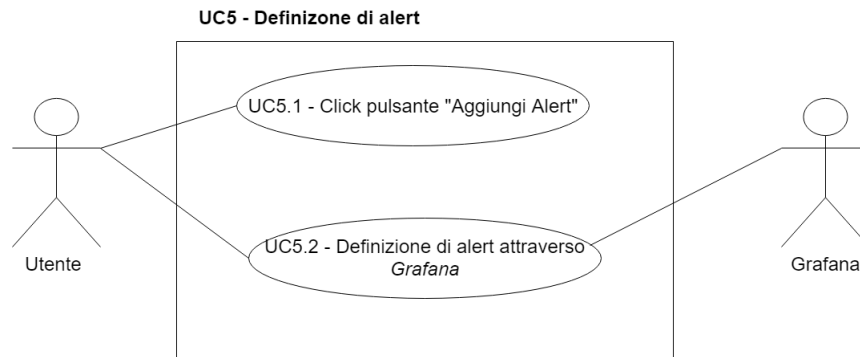 UC5 - Definizone di alert
UC5.1 - Click pulsante "Aggiungi Alert"
UC5.2 - Definizione di alert attraverso
Grafana
Utente
Grafana